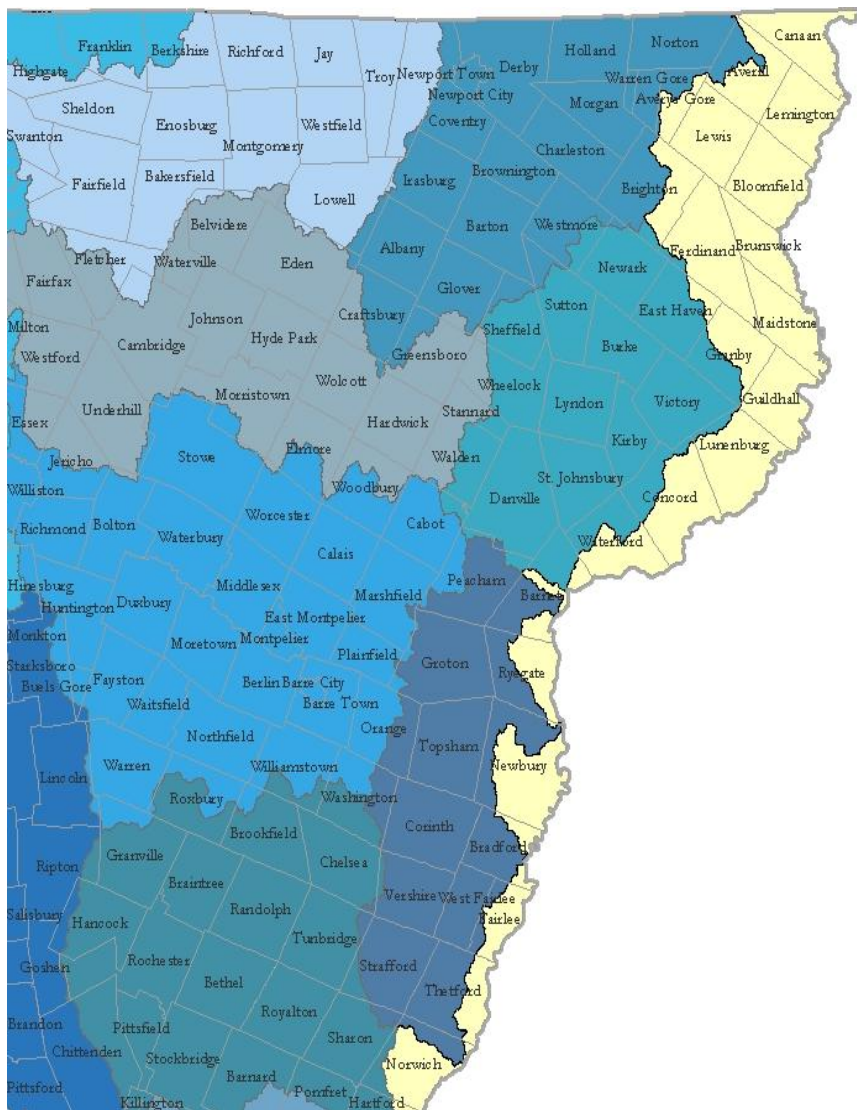 Canaan
Franklin
Berkshire
Richford
Jay
Holland
Norton
Highgate
Troy
Newport Town
Derby
Warren Gore
Averill
Newport City
Morgan
Averys Gore
Lemington
Sheldon
Enosburg
Westfield
Coventry
Lewis
Swanton
Montgomery
Charleston
Fairfield
Bakersfield
Irasburg
Brownington
Brighton
Bloomfield
Lowell
Belvidere
Barton
Westmore
Albany
Ferdinand
Brunswick
Fletcher
Waterville
Eden
Newark
Fairfax
Glover
Johnson
Craftsbury
Sutton
East Haven
Milton
Hyde Park
Sheffield
Maidstone
Cambridge
Burke
Westford
Greensboro
Granby
Wolcott
Wheelock
Morristown
Lyndon
Victory
Guildhall
Underhill
Hardwick
Stannard
Essex
Kirby
Lunenburg
Elmore
Walden
Jericho
Stowe
St. Johnsbury
Williston
Woodbury
Danville
Concord
Worcester
Richmond
Bolton
Cabot
Waterbury
Calais
Waterford
Hinesburg
Middlesex
Peacham
Huntington
Duxbury
Marshfield
Barnet
East Montpelier
Monkton
Moretown
Montpelier
Plainfield
Starksboro
Groton
Ryegate
Buels Gore
Fayston
Berlin
Barre City
Waitsfield
Barre Town
Orange
Northfield
Topsham
Warren
Williamstown
Newbury
Lincoln
Roxbury
Washington
Brookfield
Corinth
Granville
Chelsea
Bradford
Ripton
Braintree
Vershire
West Fairlee
Salisbury
Hancock
Randolph
Fairlee
Tunbridge
Goshen
Rochester
Strafford
Bethel
Thetford
Brandon
Pittsfield
Royalton
Sharon
Chittenden
Stockbridge
Norwich
Barnard
Pittsford
Pomfret
Killington
Hartford